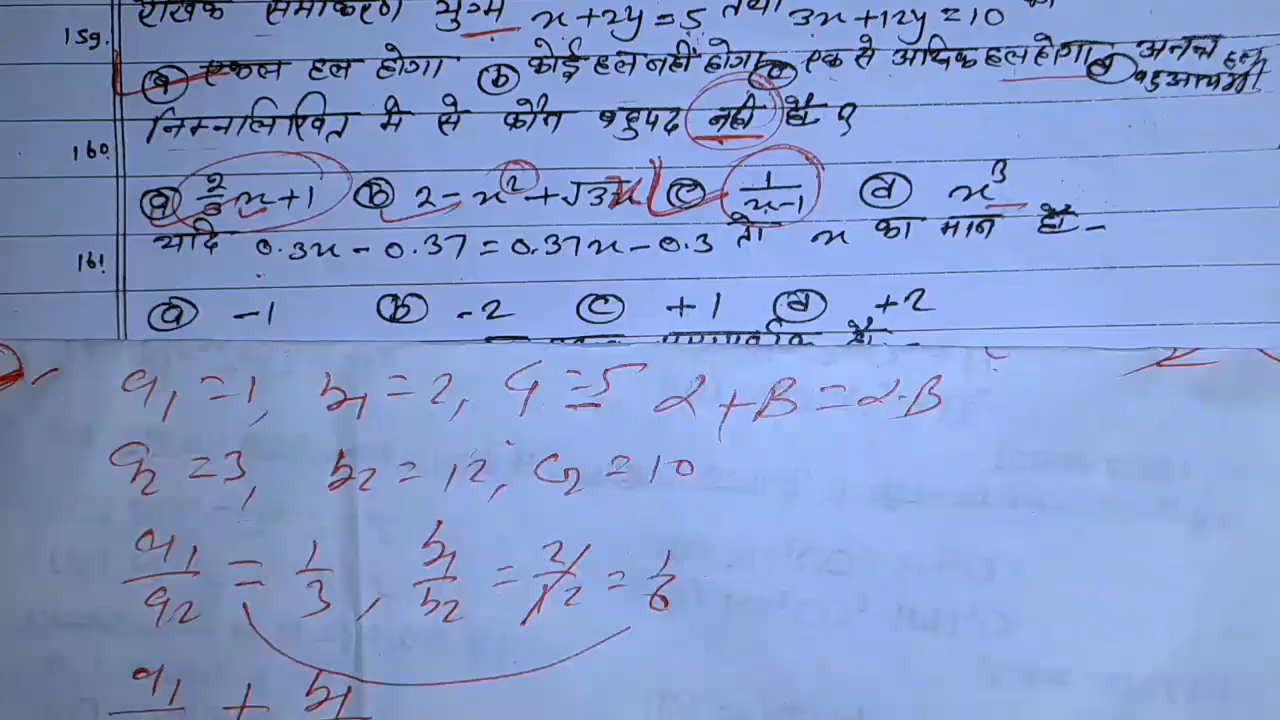 159. रेखिक समीकरण युग्म x+2y=5 तथा 3x+12y=10
(a) एकल हल होगा (b) कोई हल नहीं होगा (c) एक से अधिक हल होगा (d) अनन्त हल
160. निम्नलिखित में से कौन बहुपद नहीं है ?
(a) 2/3 x+1 (b) 2-x²+√3x (c) 1/(x-1) (d) x³
161. यदि 0.3x-0.37=0.37x-0.3 तो x का मान है-
(a) -1 (b) -2 (c) +1 (d) +2
a₁=1, b₁=2, c₁=5 α+β=α.β
a₂=3, b₂=12, c₂=10
a₁/a₂ = 1/3, b₁/b₂ = 2/12 = 1/6
a₁ ≠ b₁